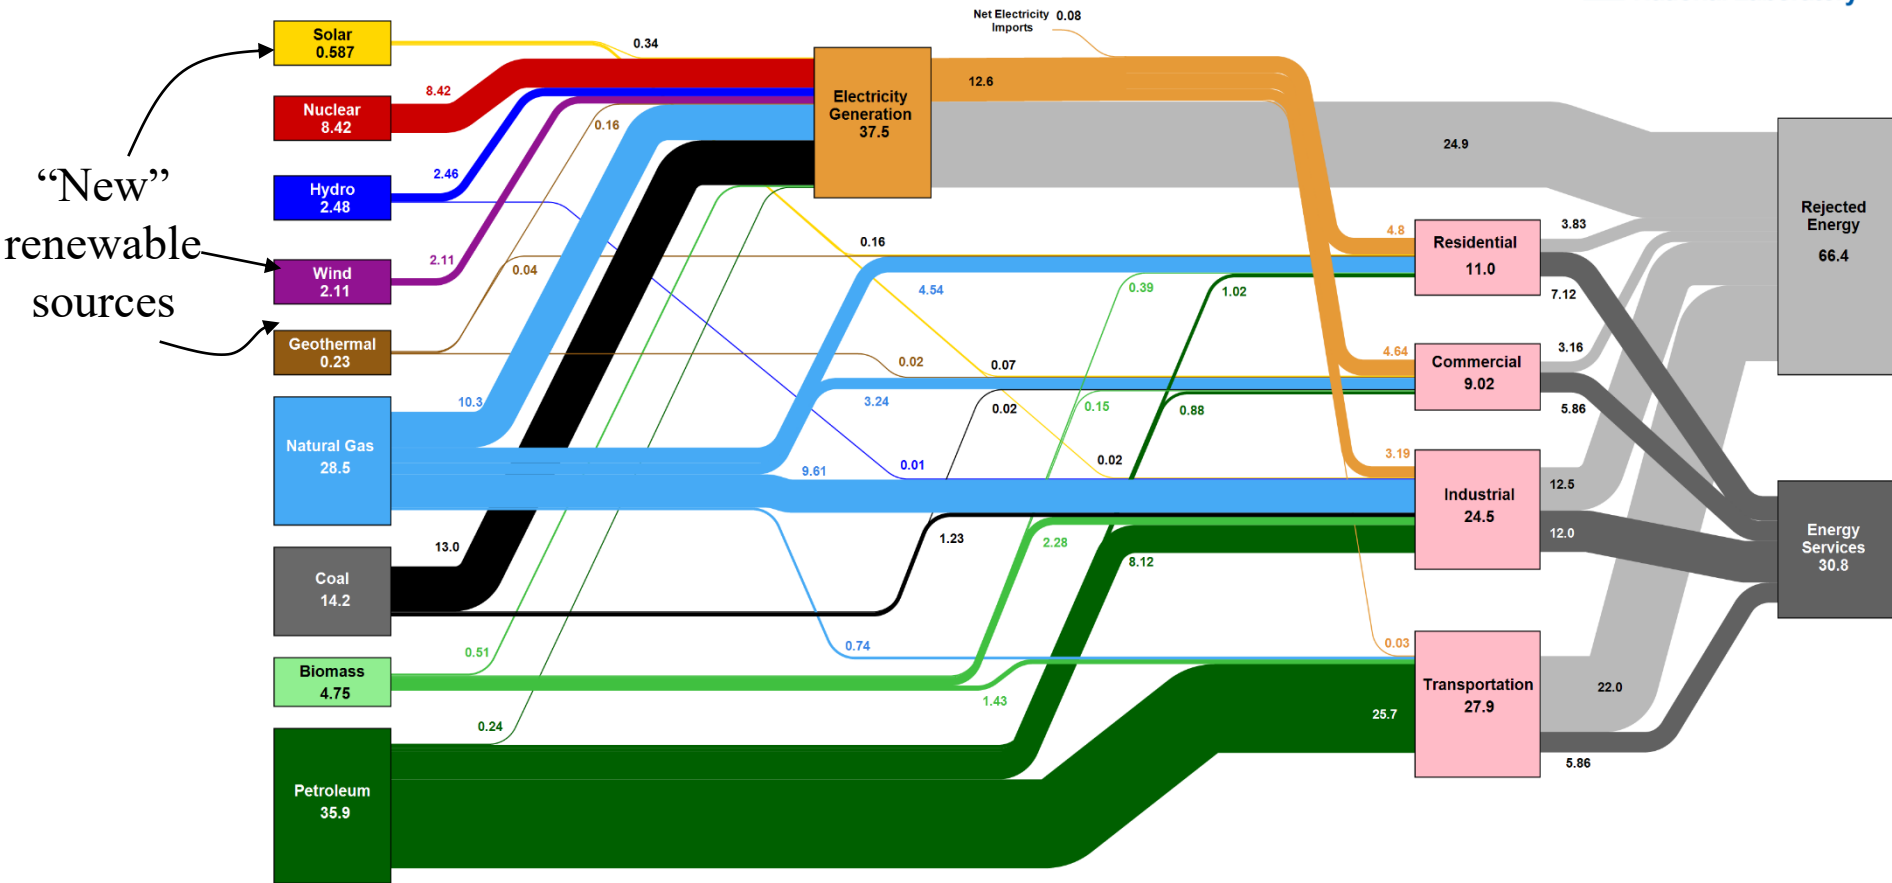 Net Electricity 0.08
Imports
Solar
0.587
0.34
Nuclear
8.42
8.42
Electricity
Generation
37.5
12.6
0.16
24.9
"New"
renewable
sources
Hydro
2.48
2.46
Wind
2.11
2.11
0.04
Geothermal
0.23
Natural Gas
28.5
10.3
Coal
14.2
13.0
Biomass
4.75
0.51
Petroleum
35.9
0.24
0.16
4.54
0.39
1.02
0.02
0.07
3.24
0.02
0.15
0.88
9.61
0.01
0.02
1.23
2.28
8.12
0.74
1.43
25.7
4.8
Residential
11.0
3.83
7.12
4.64
Commercial
9.02
3.16
5.86
3.19
Industrial
24.5
12.5
12.0
0.03
Transportation
27.9
22.0
5.86
Rejected
Energy
66.4
Energy
Services
30.8